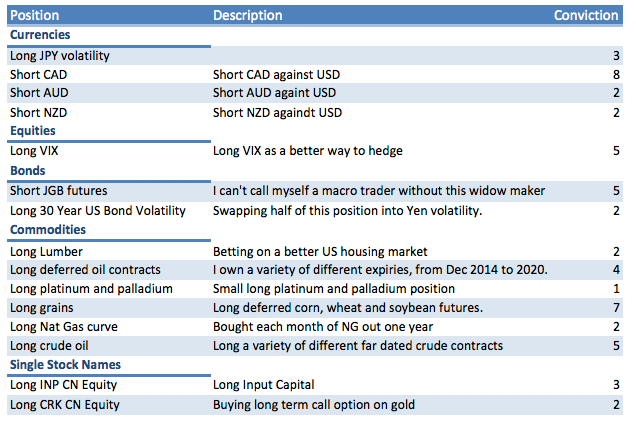 Position Description Conviction
Currencies
Long JPY volatility 3
Short CAD Short CAD against USD 8
Short AUD Short AUD againt USD 2
Short NZD Short NZD againdt USD 2
Equities
Long VIX Long VIX as a better way to hedge 5
Bonds
Short JGB futures I can't call myself a macro trader without this widow maker 5
Long 30 Year US Bond Volatility Swapping half of this position into Yen volatility. 2
Commodities
Long Lumber Betting on a better US housing market 2
Long deferred oil contracts I own a variety of different expiries, from Dec 2014 to 2020. 4
Long platinum and palladium Small long platinum and palladium position 1
Long grains Long deferred corn, wheat and soybean futures. 7
Long Nat Gas curve Bought each month of NG out one year 2
Long crude oil Long a variety of different far dated crude contracts 5
Single Stock Names
Long INP CN Equity Long Input Capital 3
Long CRK CN Equity Buying long term call option on gold 2